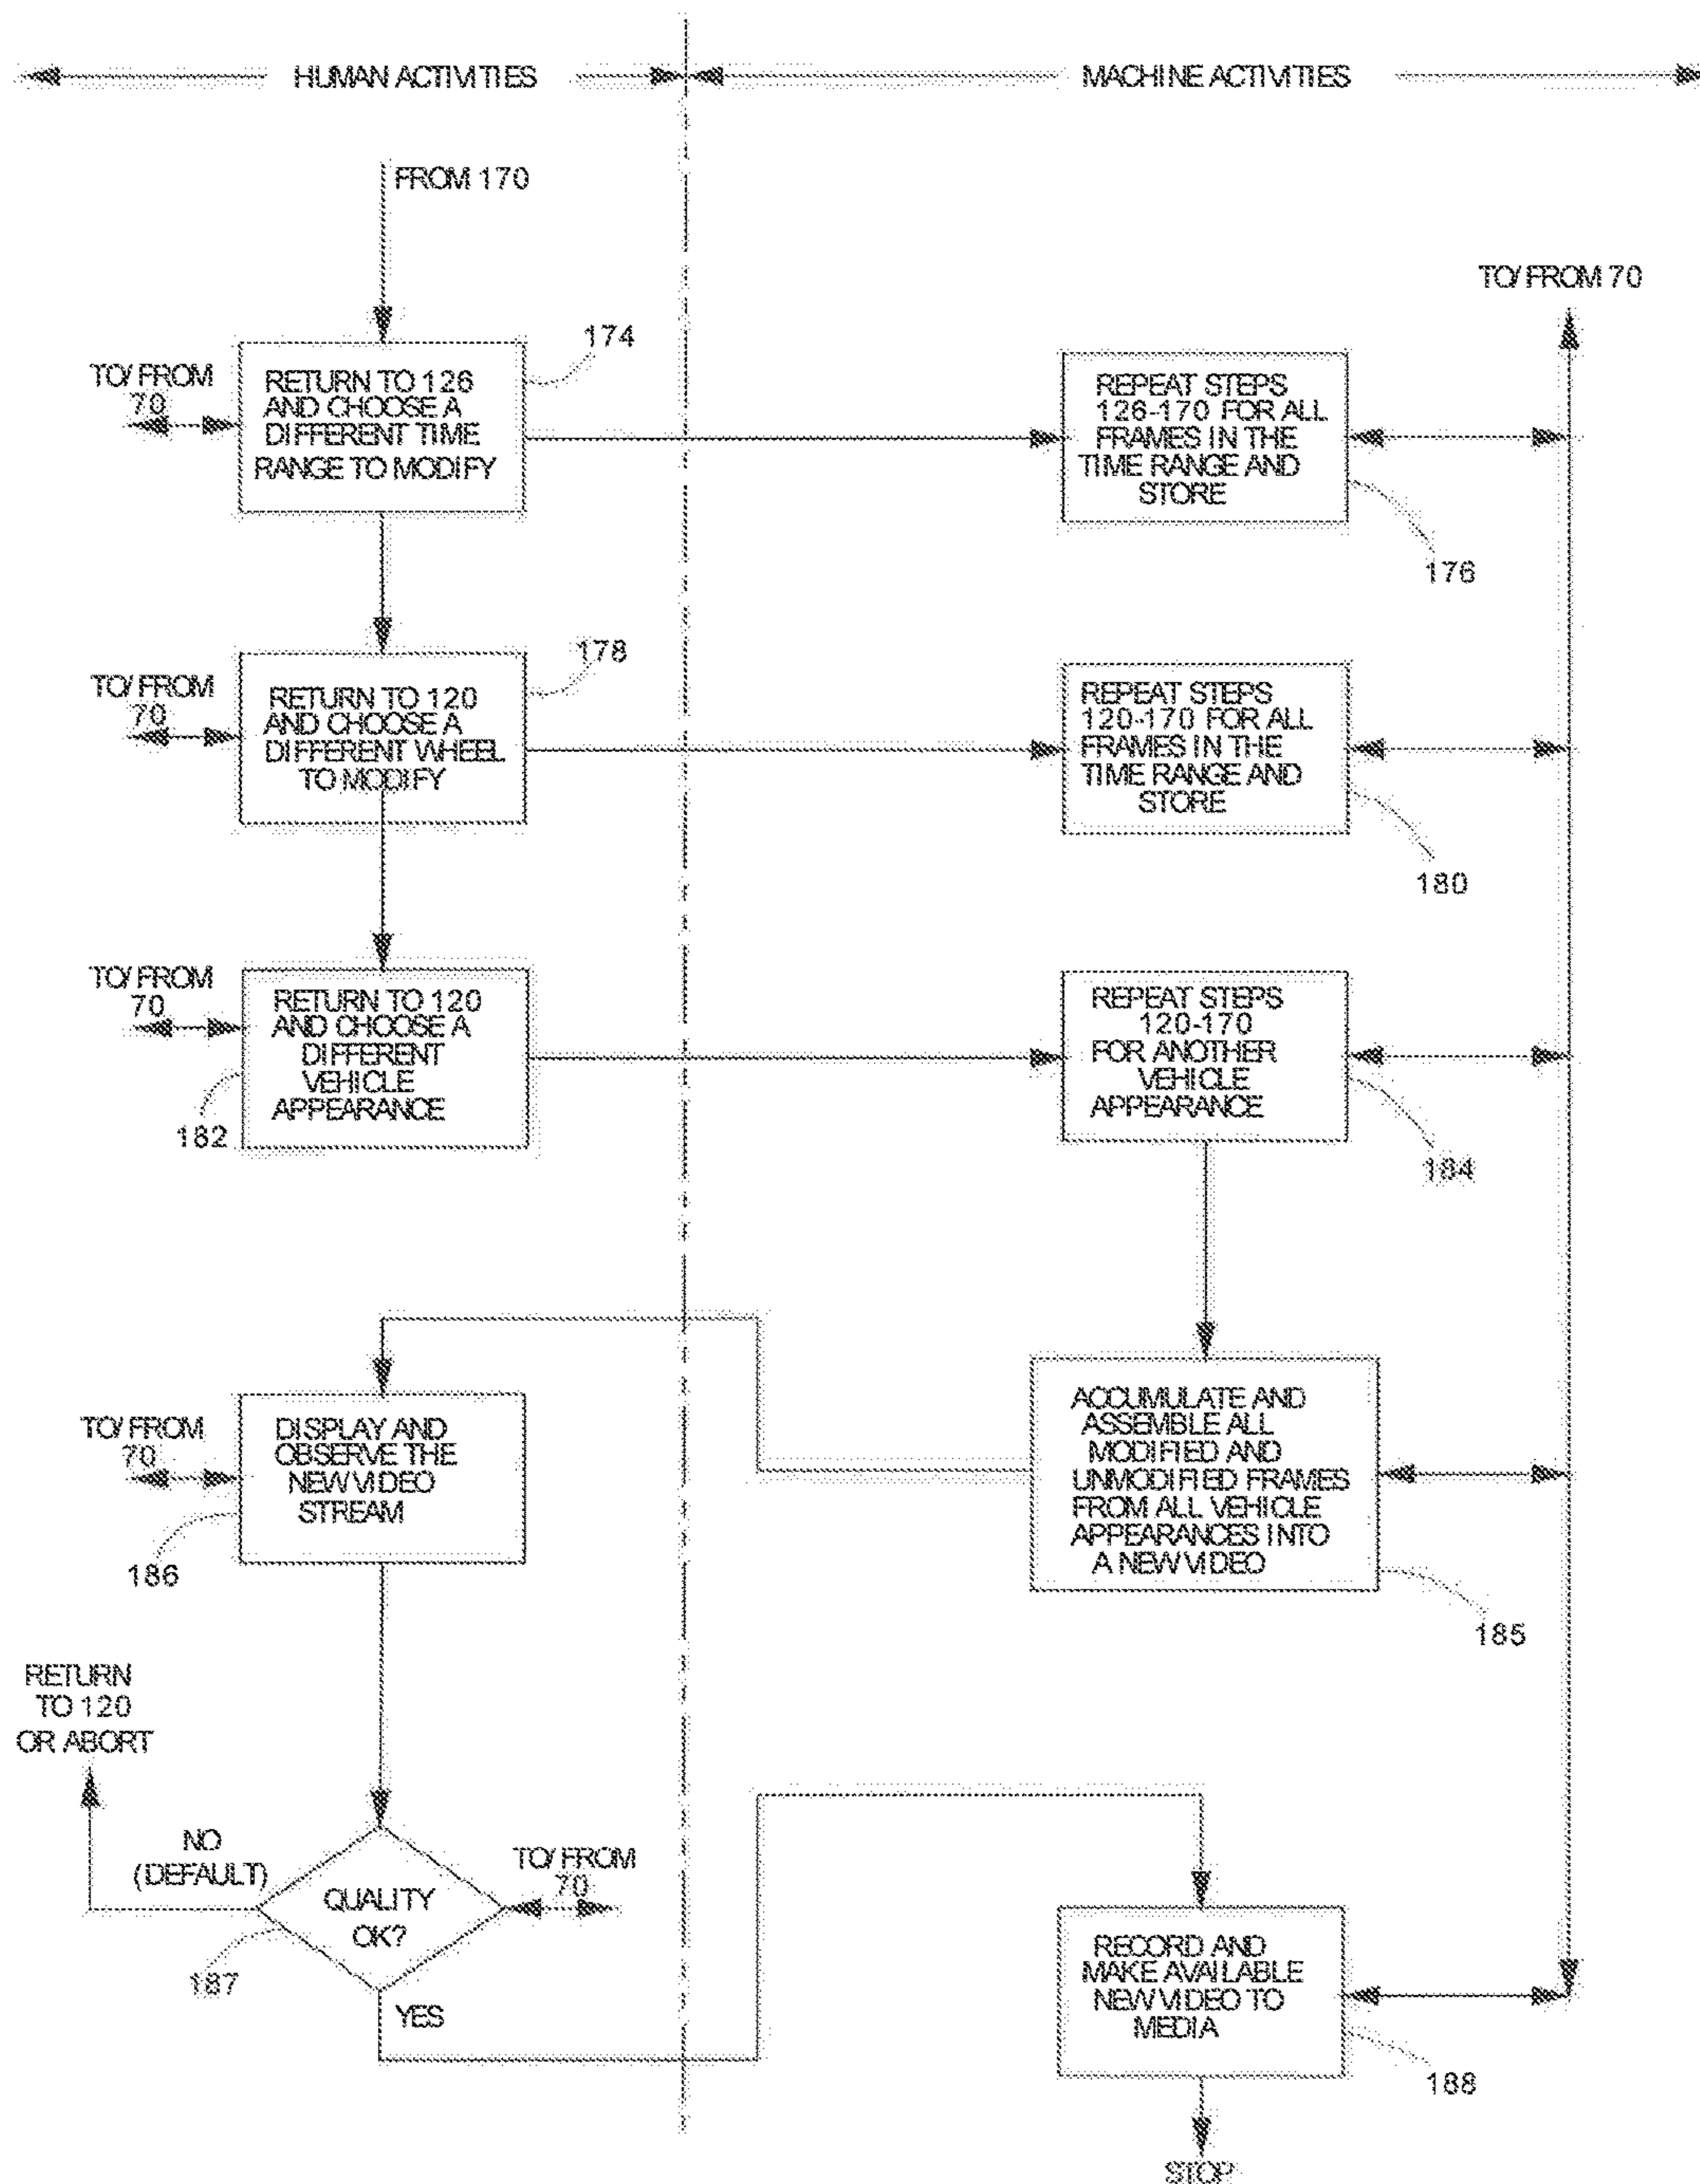 HUMAN ACTIVITIES
MACHINE ACTIVITIES
FROM 170
TO/ FROM 70
174
TO/ FROM
70
RETURN TO 126
AND CHOOSE A
DIFFERENT TIME
RANGE TO MODIFY
REPEAT STEPS
126-170 FOR ALL
FRAMES IN THE
TIME RANGE AND
STORE
176
178
TO/ FROM
70
RETURN TO 120
AND CHOOSE A
DIFFERENT WHEEL
TO MODIFY
REPEAT STEPS
120-170 FOR ALL
FRAMES IN THE
TIME RANGE AND
STORE
180
TO/ FROM
70
RETURN TO 120
AND CHOOSE A
DIFFERENT
VEHICLE
APPEARANCE
182
REPEAT STEPS
120-170
FOR ANOTHER
VEHICLE
APPEARANCE
184
TO/ FROM
70
DISPLAY AND
OBSERVE THE
NEW VIDEO
STREAM
186
ACCUMULATE AND
ASSEMBLE ALL
MODIFIED AND
UNMODIFIED FRAMES
FROM ALL VEHICLE
APPEARANCES INTO
A NEW VIDEO
185
RETURN
TO 120
OR ABORT
NO
(DEFAULT)
QUALITY
OK?
TO/ FROM
70
187
YES
RECORD AND
MAKE AVAILABLE
NEW VIDEO TO
MEDIA
188
STOP